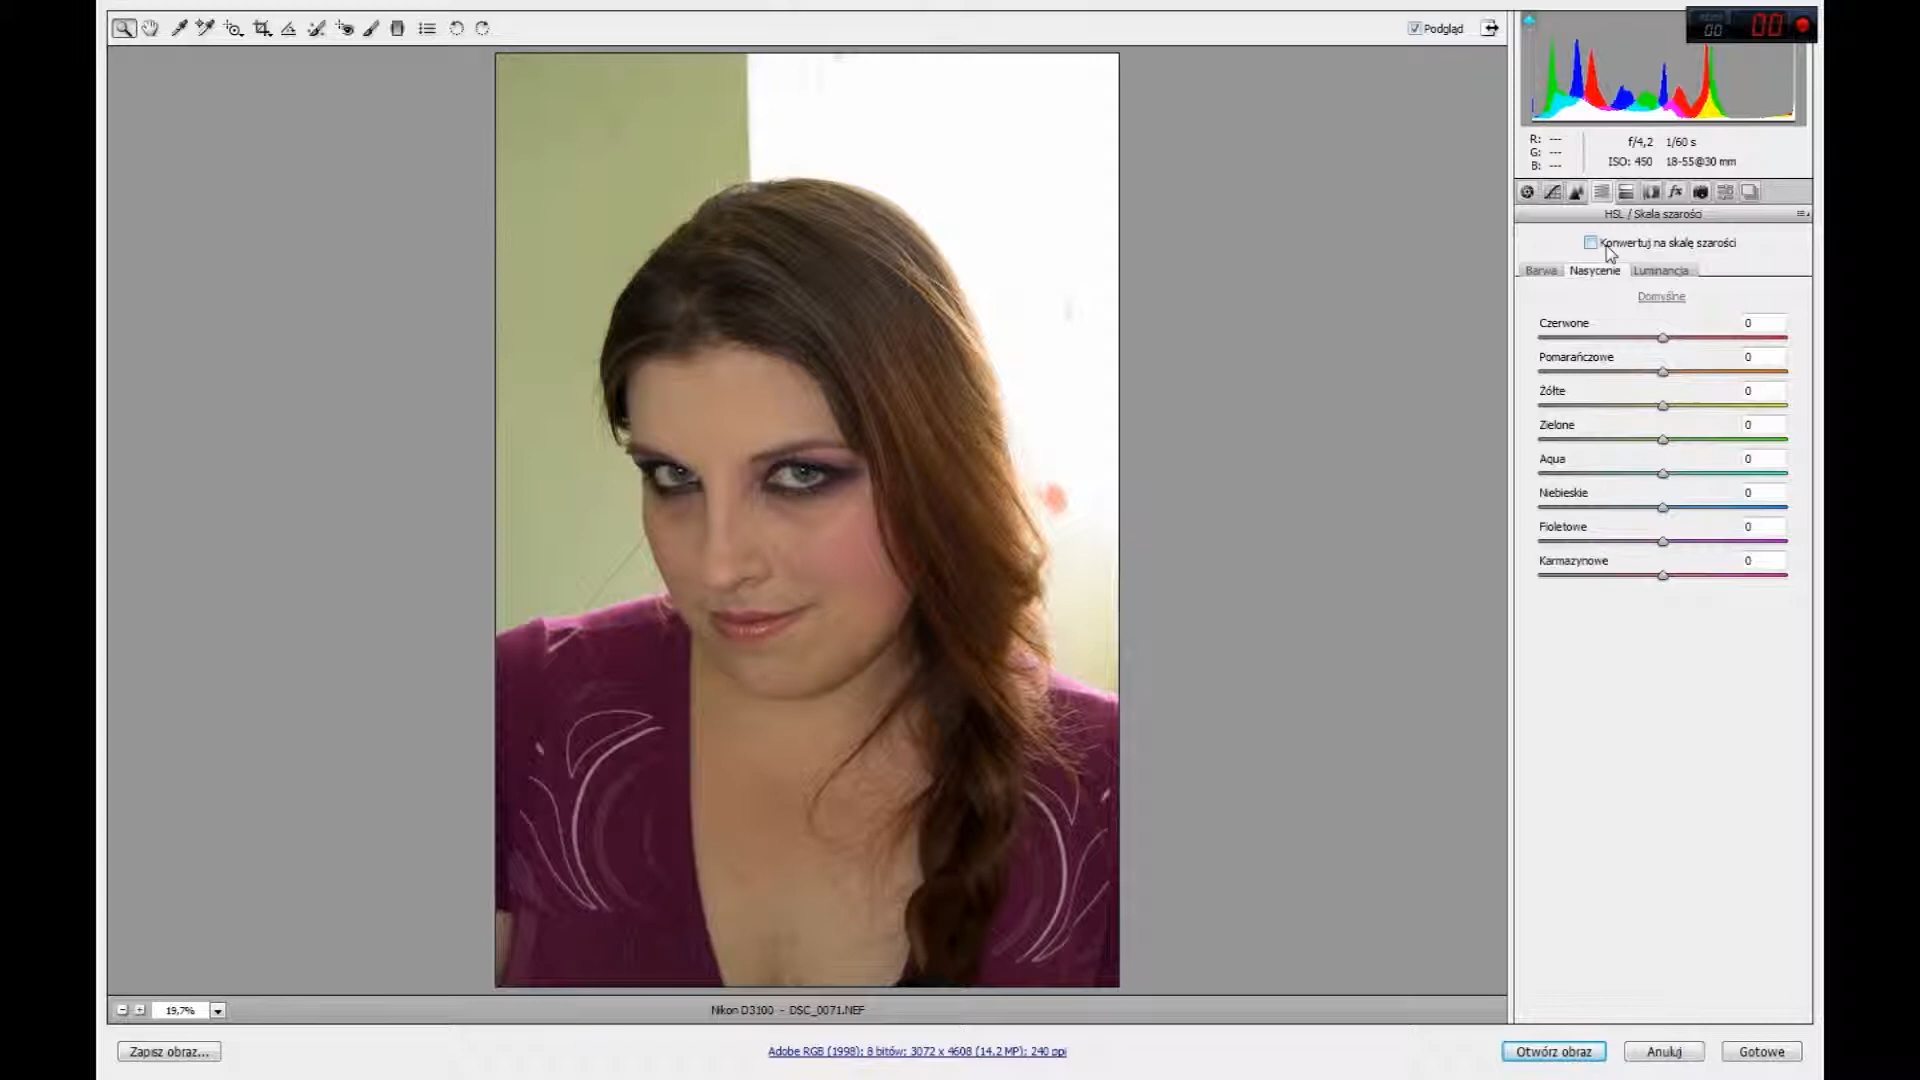 Podgląd
00
00
R: ---
G: ---
B: ---
f/4,2 1/60 s
ISO: 450 18-55@30 mm
HSL / Skala szarości
Konwertuj na skalę szarości
Barwa Nasycenie Luminancja
Domyślne
Czerwone 0
Pomarańczowe 0
Żółte 0
Zielone 0
Aqua 0
Niebieskie 0
Fioletowe 0
Karmazynowe 0
19,7%
Nikon D3100 - DSC_0071.NEF
Zapisz obraz...
Adobe RGB (1998); 8 bitów; 3072 x 4608 (14.2 MP); 240 ppi
Otwórz obraz Anuluj Gotowe